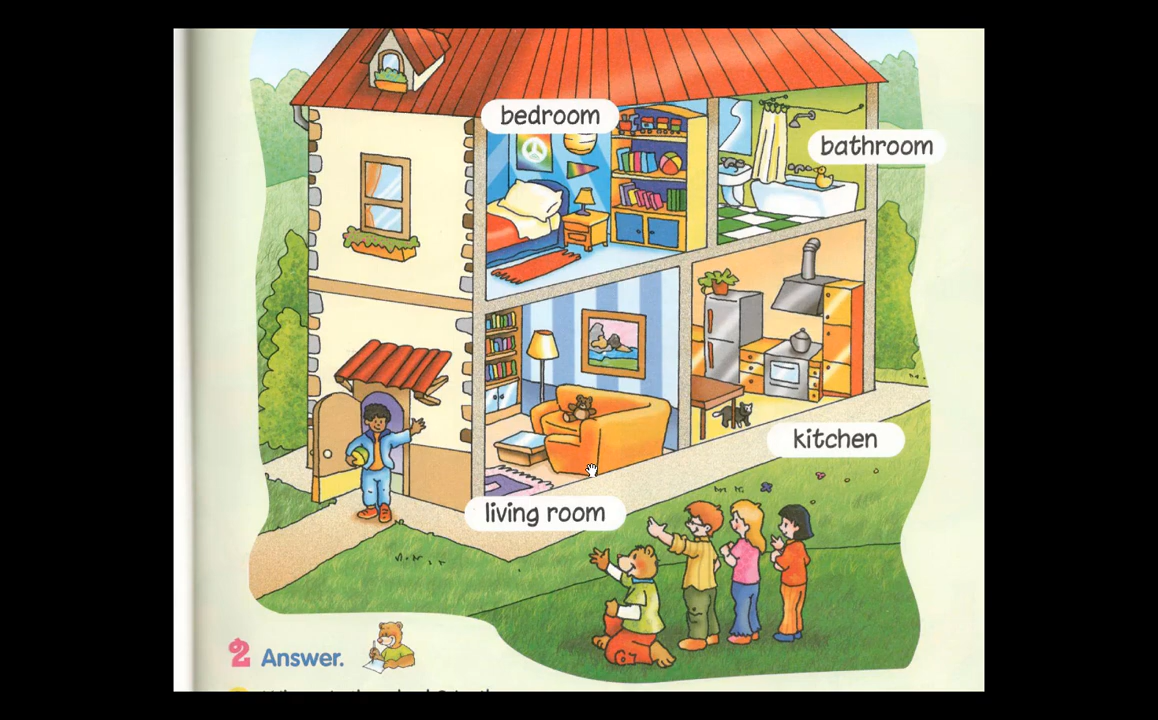 bedroom
bathroom
kitchen
living room
2 Answer.